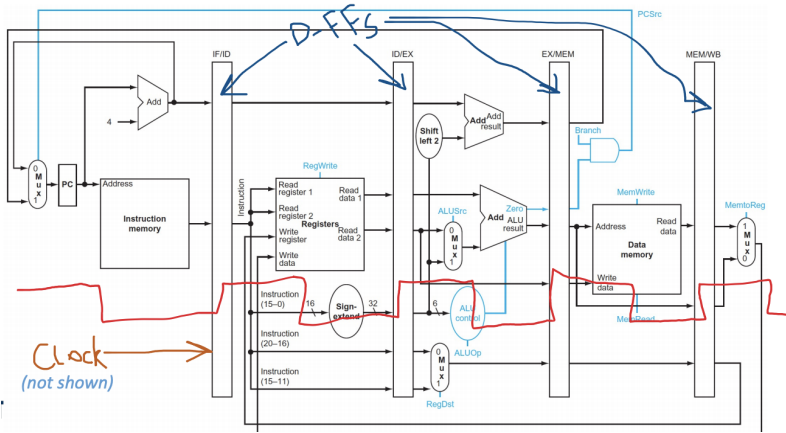 D-FFs
PCSrc
IF/ID
ID/EX
EX/MEM
MEM/WB
Add
4
Shift
left 2
Add
Add
result
Branch
0
M
u
x
1
PC
Address
Instruction
memory
Instruction
RegWrite
Read
register 1
Read
register 2
Registers
Write
register
Write
data
Read
data 1
Read
data 2
ALUSrc
0
M
u
x
1
Zero
Add
ALU
result
MemWrite
Address
Read
data
Data
memory
Write
data
MemRead
MemtoReg
1
M
u
x
0
Instruction
(15–0)
16
Sign-
extend
32
6
ALU
control
ALUOp
Instruction
(20–16)
Instruction
(15–11)
0
M
u
x
1
RegDst
Clock
(not shown)